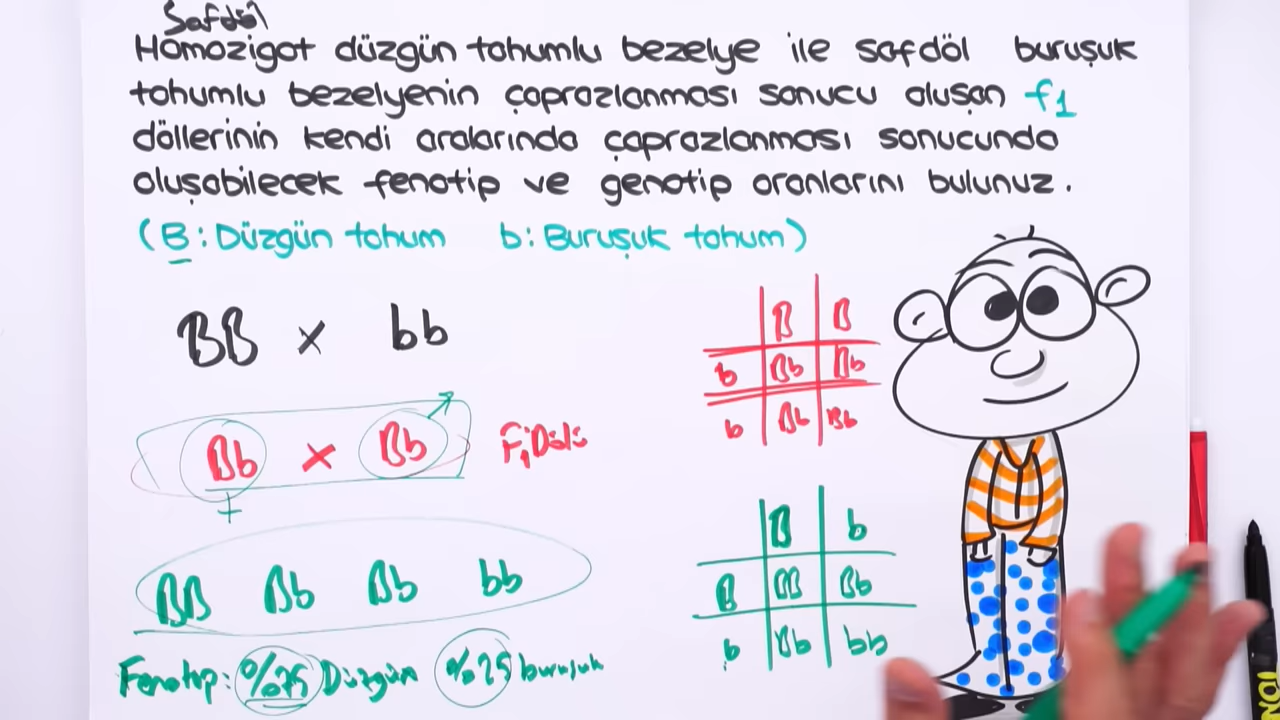 Safdöl
Homozigot düzgün tohumlu bezelye ile safdöl buruşuk
tohumlu bezelyenin çaprazlanması sonucu oluşan f1
döllerinin kendi aralarında çaprazlanması sonucunda
oluşabilecek fenotip ve genotip oranlarını bulunuz.
(B: Düzgün tohum b: Buruşuk tohum)
BB x bb
B B
b Bb Bb
b Bb Bb
Bb x Bb F1 Dölü
B b
B BB Bb
b Bb bb
BB Bb Bb bb
Fenotip: %75 Düzgün %25 buruşuk